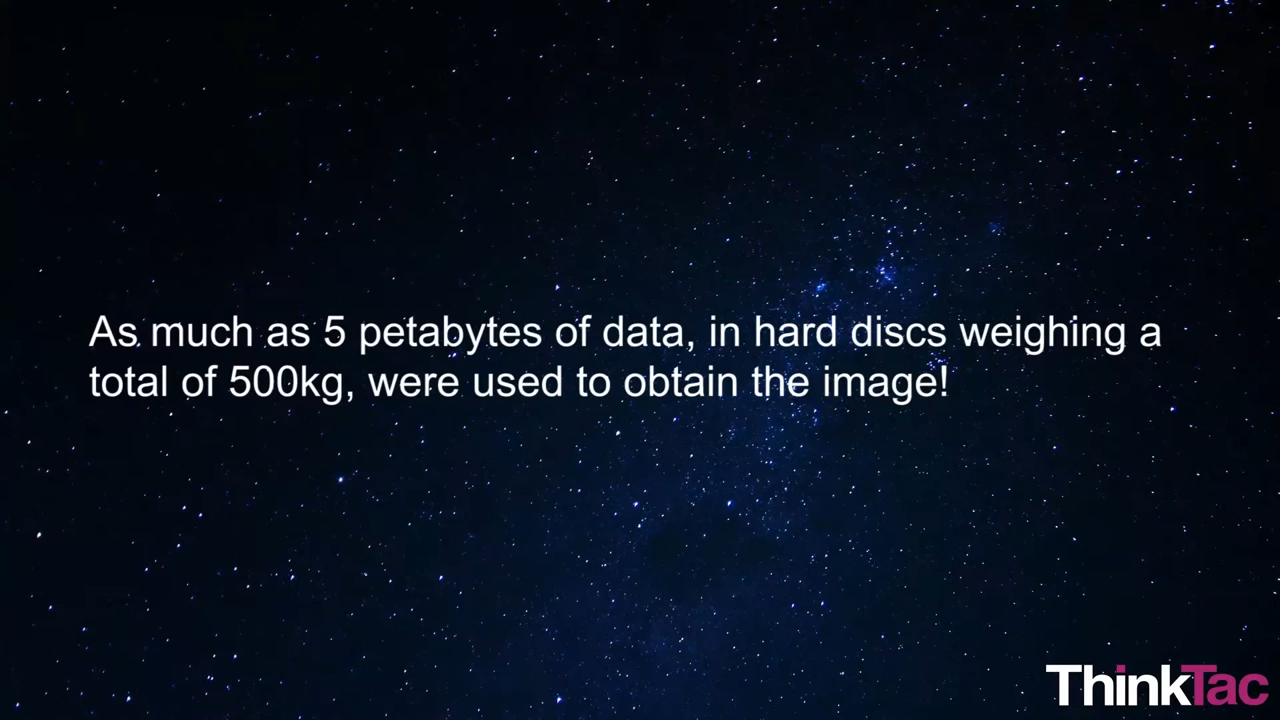 As much as 5 petabytes of data, in hard discs weighing a
total of 500kg, were used to obtain the image!
ThinkTac